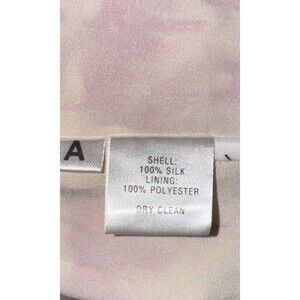 A
SHELL:
100% SILK
LINING:
100% POLYESTER
DRY CLEAN